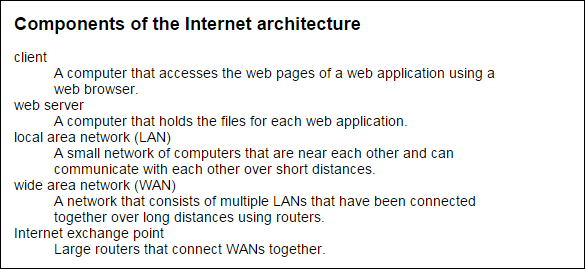 Components of the Internet architecture
client
A computer that accesses the web pages of a web application using a
web browser.
web server
A computer that holds the files for each web application.
local area network (LAN)
A small network of computers that are near each other and can
communicate with each other over short distances.
wide area network (WAN)
A network that consists of multiple LANs that have been connected
together over long distances using routers.
Internet exchange point
Large routers that connect WANs together.